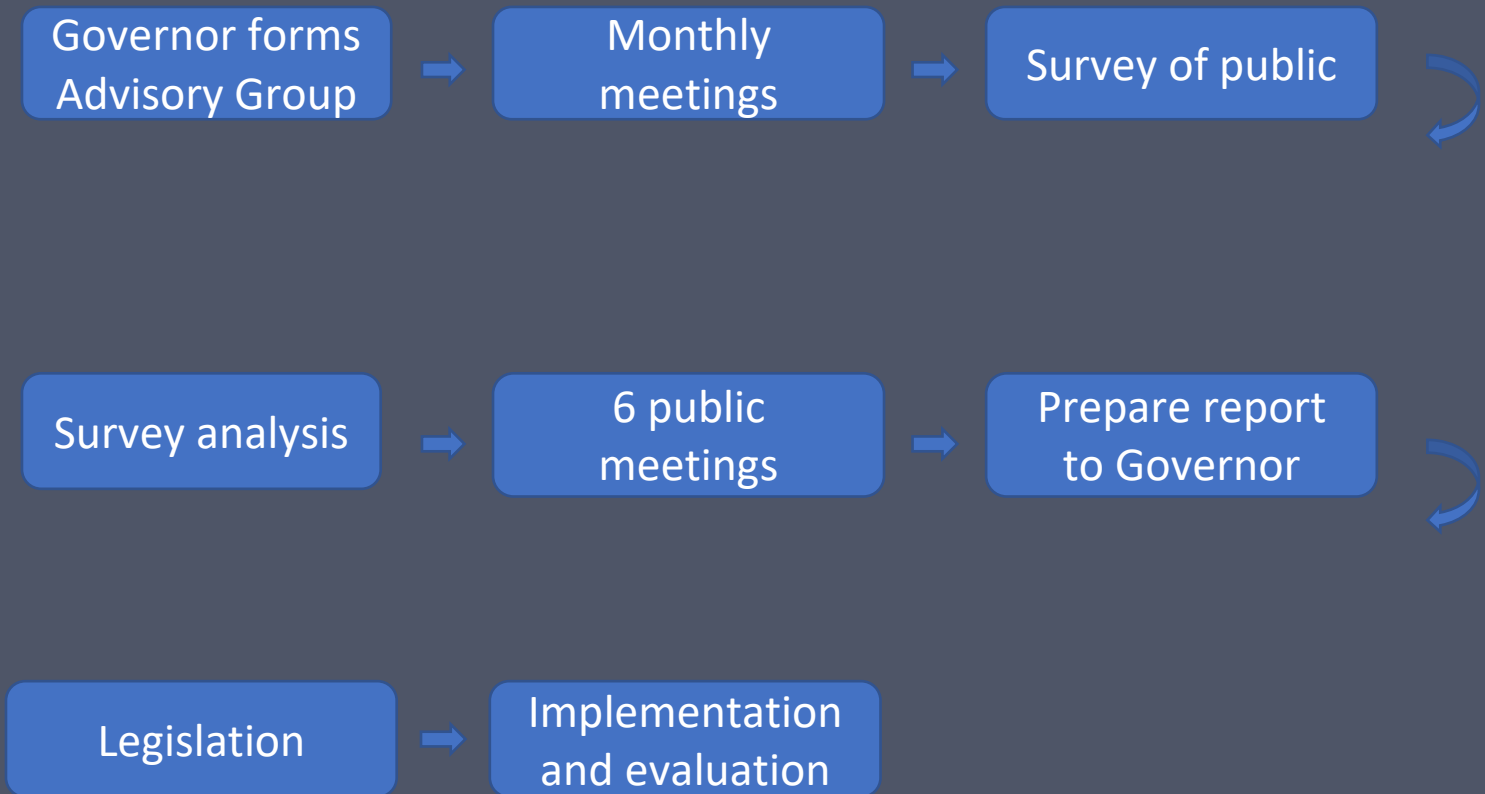 Governor forms
Advisory Group
Monthly
meetings
Survey of public
Survey analysis
6 public
meetings
Prepare report
to Governor
Legislation
Implementation
and evaluation